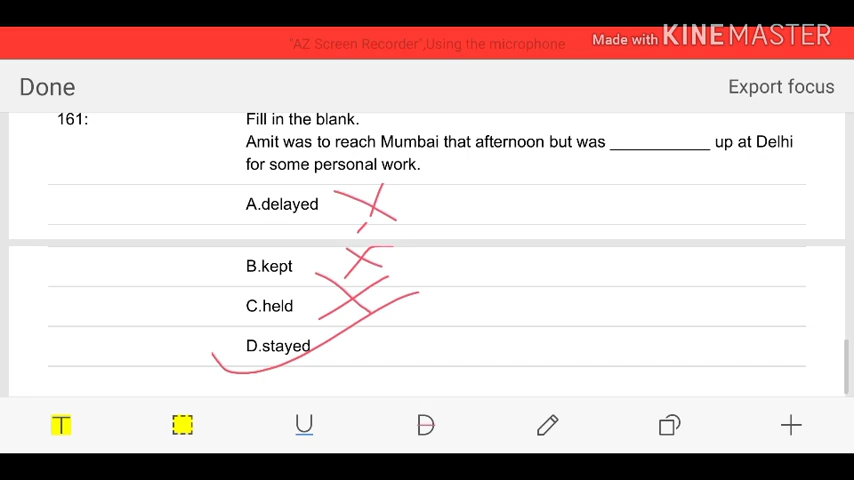 "AZ Screen Recorder",Using the microphone
Made with KINEMASTER
Done
Export focus
161:
Fill in the blank.
Amit was to reach Mumbai that afternoon but was ___________ up at Delhi
for some personal work.
A.delayed
B.kept
C.held
D.stayed
T
U
D